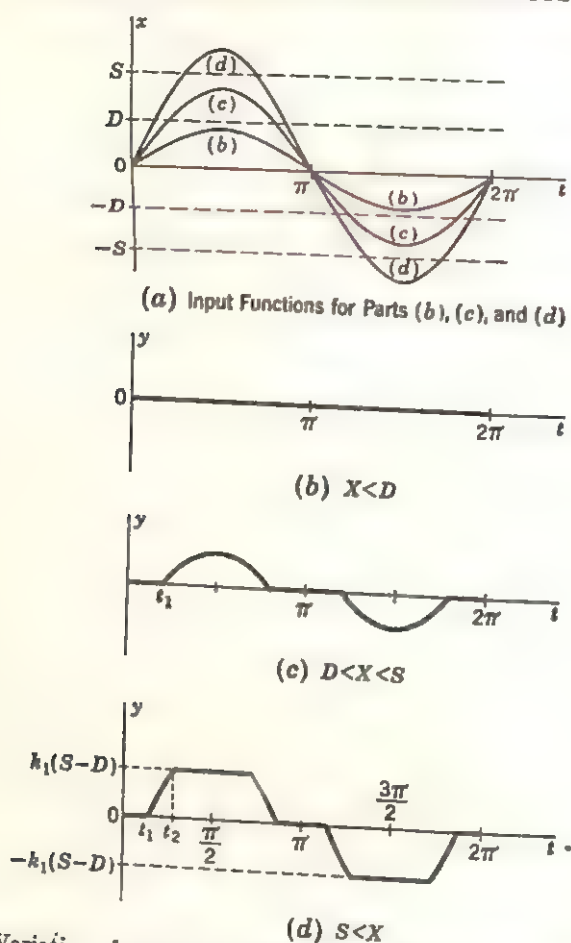 x
S
(d)
(c)
D
(b)
0
π
2π
t
(b)
−D
(c)
−S
(d)
(a) Input Functions for Parts (b), (c), and (d)
y
0
π
2π
t
(b) X<D
y
t₁
π
2π
t
(c) D<X<S
y
k₁(S−D)
3π/2
0
t₁ t₂ π/2 π 2π t
−k₁(S−D)
(d) S<X